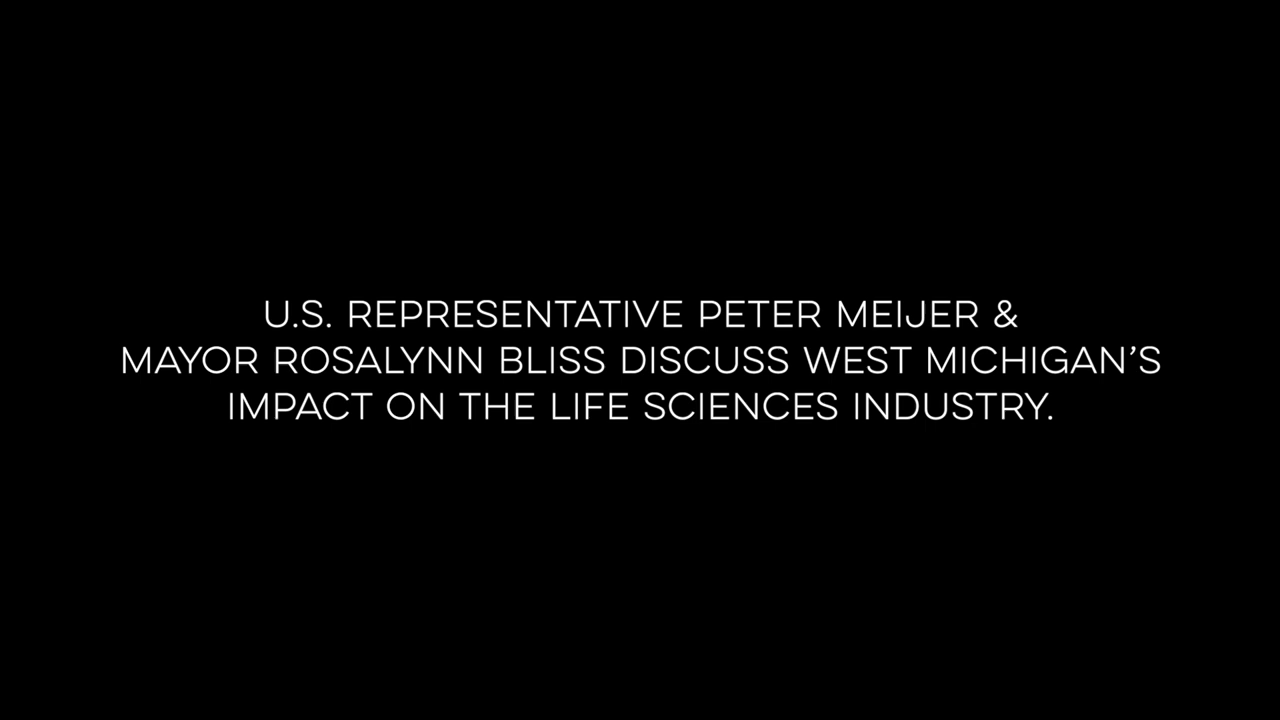 U.S. REPRESENTATIVE PETER MEIJER &
MAYOR ROSALYNN BLISS DISCUSS WEST MICHIGAN’S
IMPACT ON THE LIFE SCIENCES INDUSTRY.